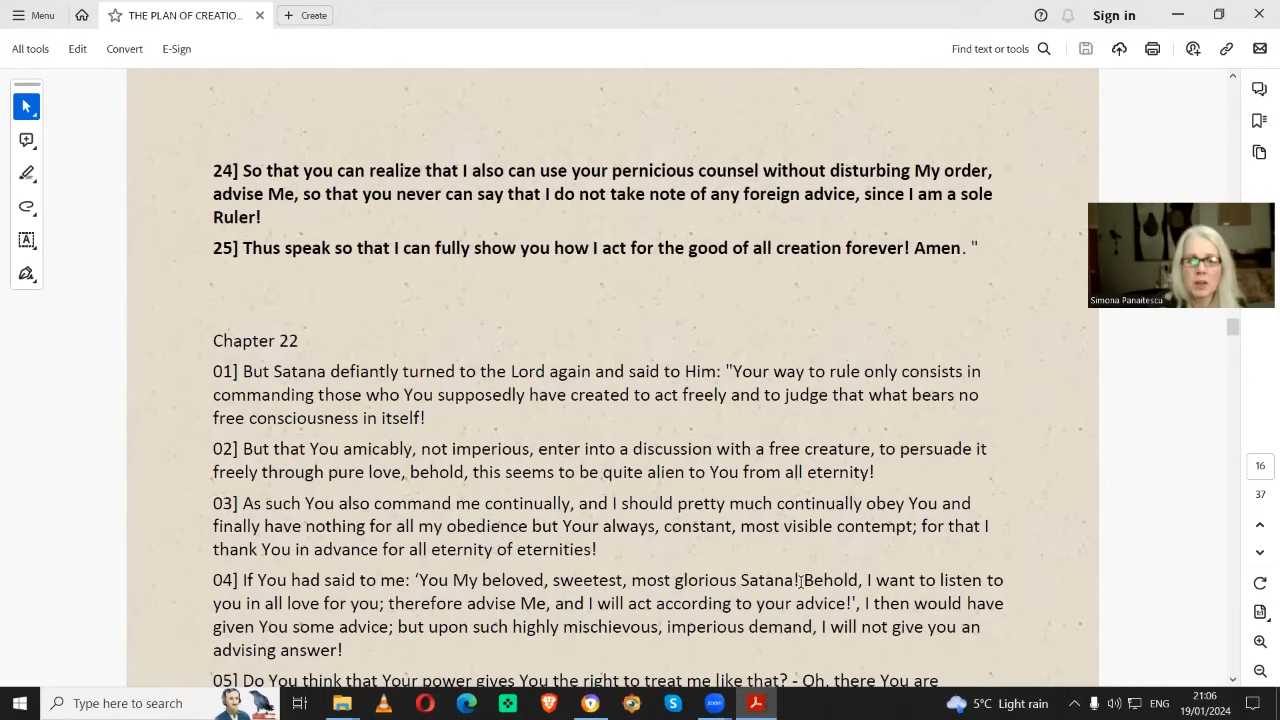 Menu
THE PLAN OF CREATIO...
Create
Sign in
All tools
Edit
Convert
E-Sign
Find text or tools
24] So that you can realize that I also can use your pernicious counsel without disturbing My order,
advise Me, so that you never can say that I do not take note of any foreign advice, since I am a sole
Ruler!
25] Thus speak so that I can fully show you how I act for the good of all creation forever! Amen. "
Simona Panaitescu
Chapter 22
01] But Satana defiantly turned to the Lord again and said to Him: "Your way to rule only consists in
commanding those who You supposedly have created to act freely and to judge that what bears no
free consciousness in itself!
02] But that You amicably, not imperious, enter into a discussion with a free creature, to persuade it
freely through pure love, behold, this seems to be quite alien to You from all eternity!
03] As such You also command me continually, and I should pretty much continually obey You and
finally have nothing for all my obedience but Your always, constant, most visible contempt; for that I
thank You in advance for all eternity of eternities!
04] If You had said to me: ‘You My beloved, sweetest, most glorious Satana! Behold, I want to listen to
you in all love for you; therefore advise Me, and I will act according to your advice!', I then would have
given You some advice; but upon such highly mischievous, imperious demand, I will not give you an
advising answer!
05] Do You think that Your power gives You the right to treat me like that? - Oh, there You are
16
37
Type here to search
zoom
5°C Light rain
ENG
21:06
19/01/2024